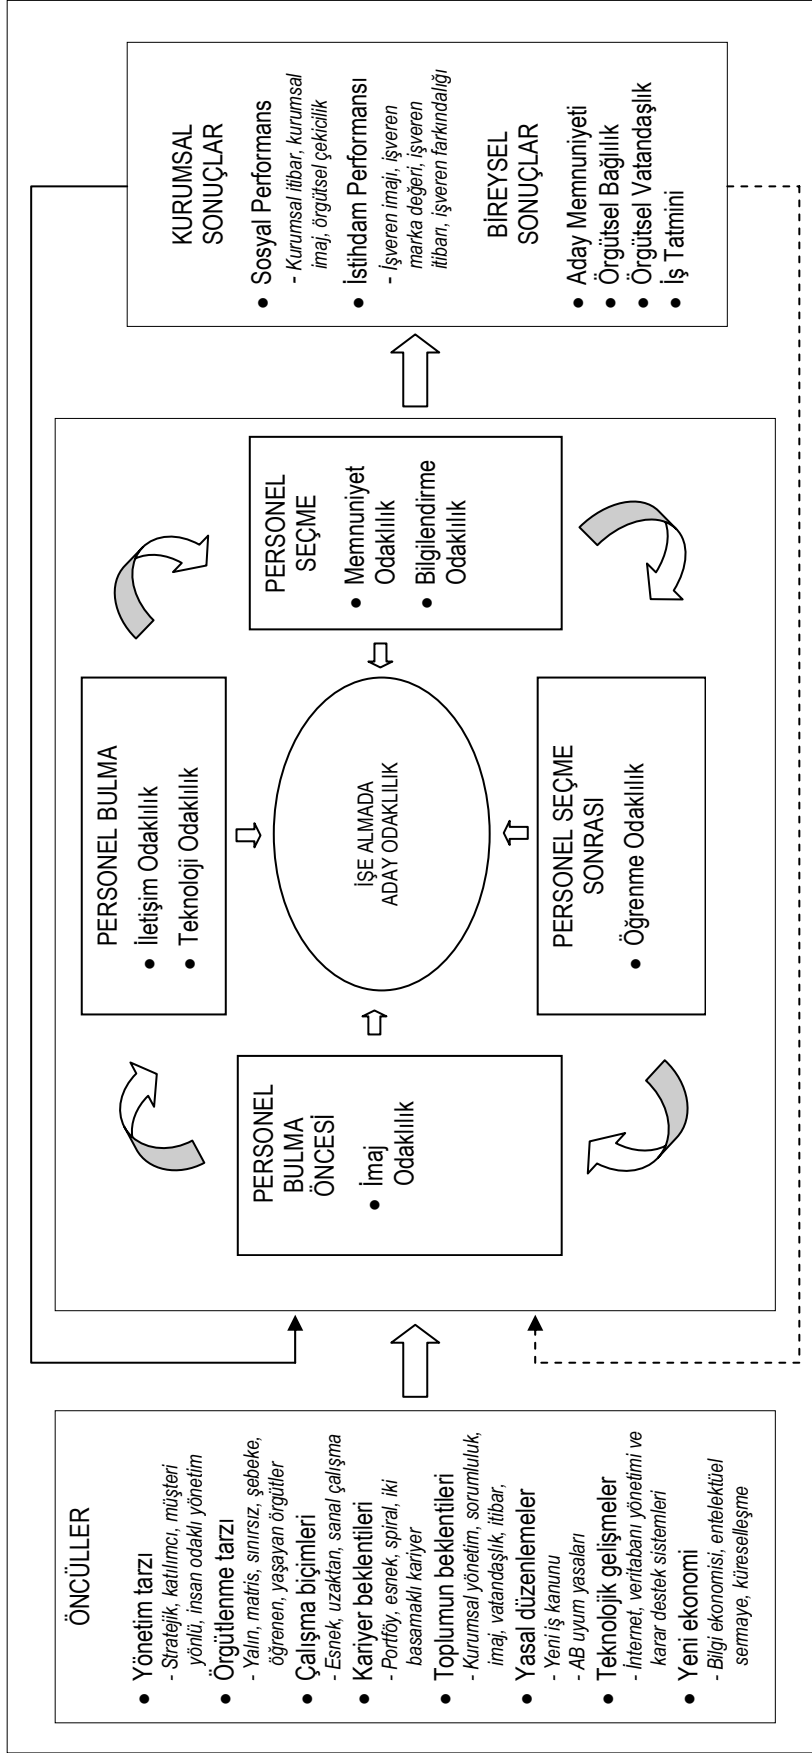 ÖNCÜLLER
• Yönetim tarzı
- Stratejik, katılımcı, müşteri
yönlü, insan odaklı yönetim
• Örgütlenme tarzı
- Yalın, matris, sınırsız, şebeke,
öğrenen, yaşayan örgütler
• Çalışma biçimleri
- Esnek, uzaktan, sanal çalışma
• Kariyer beklentileri
- Portföy, esnek, spiral, iki
basamaklı kariyer
• Toplumun beklentileri
- Kurumsal yönetim, sorumluluk,
imaj, vatandaşlık, itibar,
• Yasal düzenlemeler
- Yeni iş kanunu
- AB uyum yasaları
• Teknolojik gelişmeler
- İnternet, veritabanı yönetimi ve
karar destek sistemleri
• Yeni ekonomi
- Bilgi ekonomisi, entelektüel
sermaye, küreselleşme
PERSONEL
BULMA
ÖNCESİ
• İmaj
Odaklılık
PERSONEL BULMA
• İletişim Odaklılık
• Teknoloji Odaklılık
İŞE ALMADA
ADAY ODAKLILIK
PERSONEL SEÇME
SONRASI
• Öğrenme Odaklılık
PERSONEL
SEÇME
• Memnuniyet
Odaklılık
• Bilgilendirme
Odaklılık
KURUMSAL
SONUÇLAR
• Sosyal Performans
- Kurumsal itibar, kurumsal
imaj, örgütsel çekicilik
• İstihdam Performansı
- İşveren imajı, işveren
marka değeri, işveren
itibarı, işveren farkındalığı
BİREYSEL
SONUÇLAR
• Aday Memnuniyeti
• Örgütsel Bağlılık
• Örgütsel Vatandaşlık
• İş Tatmini